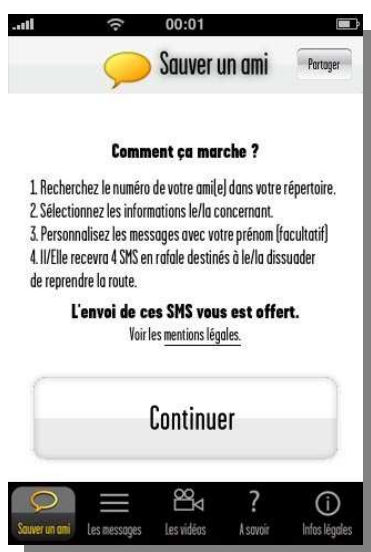 00:01
Sauver un ami
Partager
Comment ça marche ?
1. Recherchez le numéro de votre ami(e) dans votre répertoire.
2. Sélectionnez les informations le/la concernant.
3. Personnalisez les messages avec votre prénom (facultatif)
4. Il/Elle recevra 4 SMS en rafale destinés à le/la dissuader
de reprendre la route.
L'envoi de ces SMS vous est offert.
Voir les mentions légales.
Continuer
Sauver un ami Les messages Les vidéos A savoir Infos légales